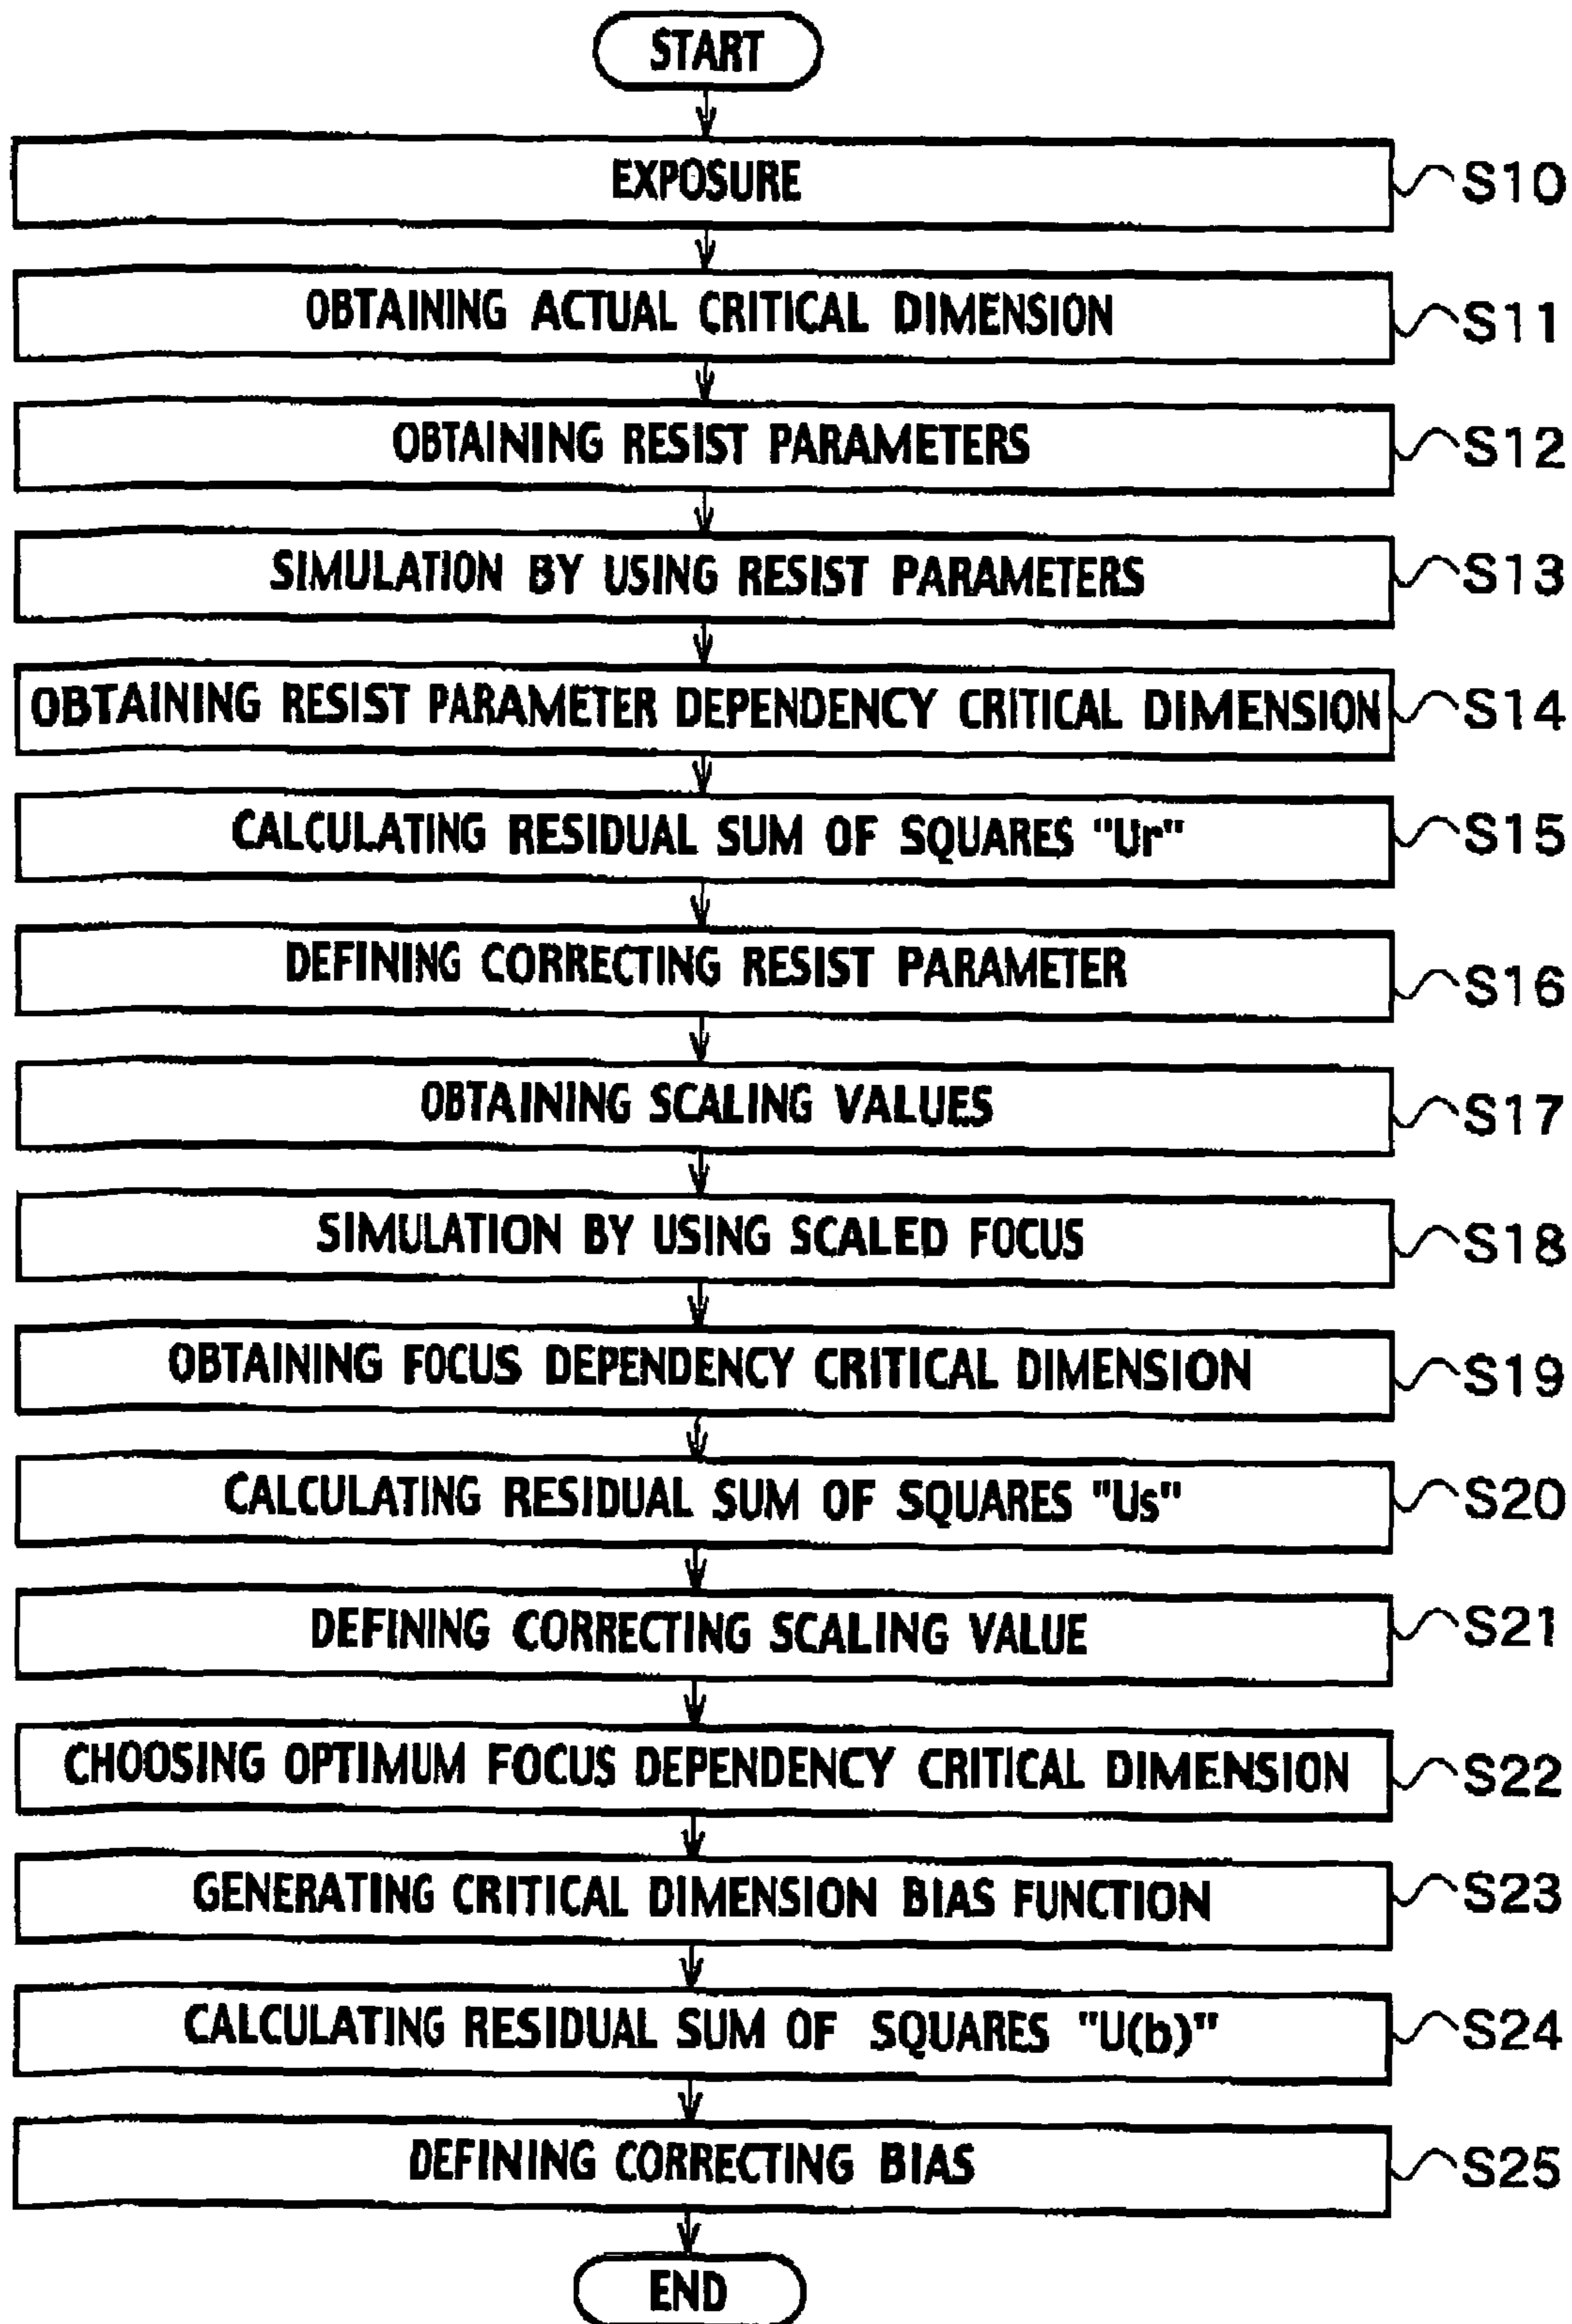 START
EXPOSURE S10
OBTAINING ACTUAL CRITICAL DIMENSION S11
OBTAINING RESIST PARAMETERS S12
SIMULATION BY USING RESIST PARAMETERS S13
OBTAINING RESIST PARAMETER DEPENDENCY CRITICAL DIMENSION S14
CALCULATING RESIDUAL SUM OF SQUARES "Ur" S15
DEFINING CORRECTING RESIST PARAMETER S16
OBTAINING SCALING VALUES S17
SIMULATION BY USING SCALED FOCUS S18
OBTAINING FOCUS DEPENDENCY CRITICAL DIMENSION S19
CALCULATING RESIDUAL SUM OF SQUARES "Us" S20
DEFINING CORRECTING SCALING VALUE S21
CHOOSING OPTIMUM FOCUS DEPENDENCY CRITICAL DIMENSION S22
GENERATING CRITICAL DIMENSION BIAS FUNCTION S23
CALCULATING RESIDUAL SUM OF SQUARES "U(b)" S24
DEFINING CORRECTING BIAS S25
END